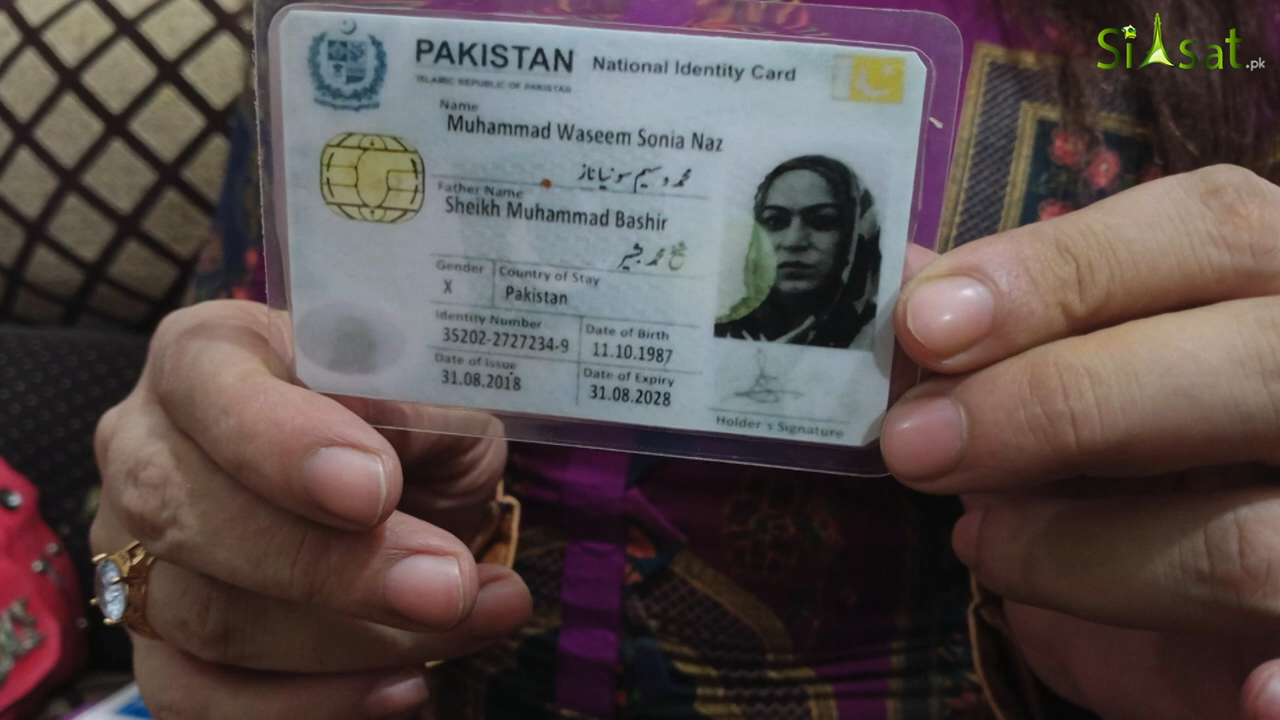 Siasat.pk
PAKISTAN National Identity Card
ISLAMIC REPUBLIC OF PAKISTAN
Name
Muhammad Waseem Sonia Naz
محمد وسیم سونیا ناز
Father Name
Sheikh Muhammad Bashir
شیخ محمد بشیر
Gender Country of Stay
X Pakistan
Identity Number Date of Birth
35202-2727234-9 11.10.1987
Date of Issue Date of Expiry
31.08.2018 31.08.2028
Holder's Signature